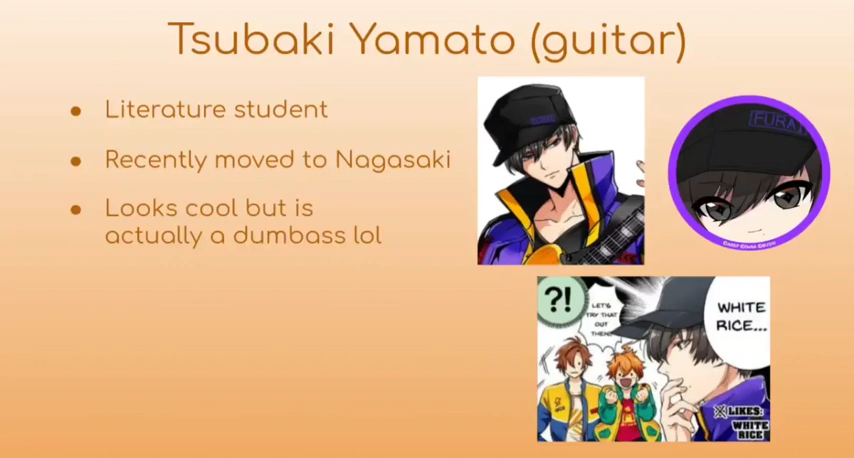 Tsubaki Yamato (guitar)
● Literature student
● Recently moved to Nagasaki
● Looks cool but is
actually a dumbass lol
FURA
?!
LET'S
TRY THAT
OUT
THEN!
WHITE
RICE...
※LIKES:
WHITE
RICE